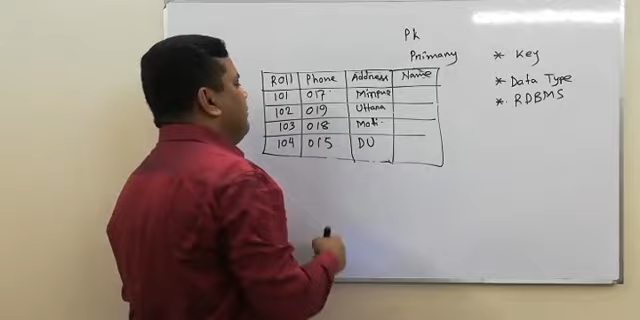 Pk
Primary
* Key
* Data Type
* RDBMS
Roll Phone Address Name
101 017 Mirpur
102 019 Uttara
103 018 Moti
104 015 DU